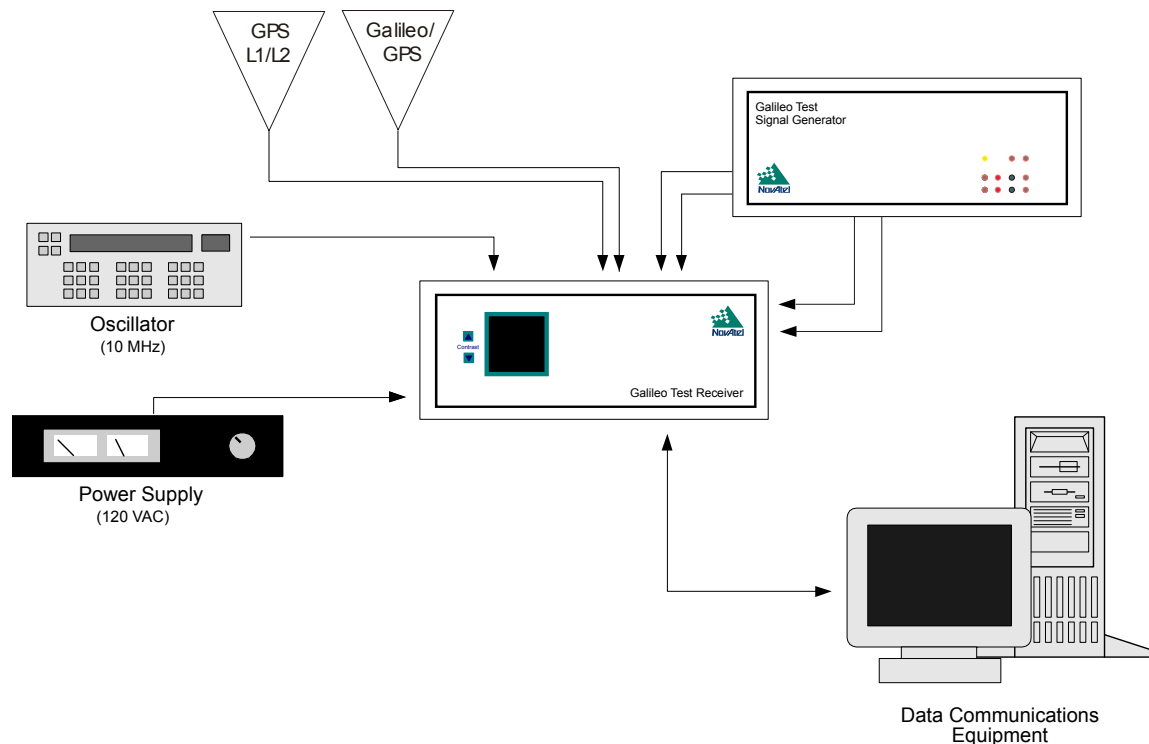 GPS
L1/L2
Galileo/
GPS
Galileo Test
Signal Generator
NovAtel
Oscillator
(10 MHz)
Contrast
NovAtel
Galileo Test Receiver
Power Supply
(120 VAC)
Data Communications
Equipment